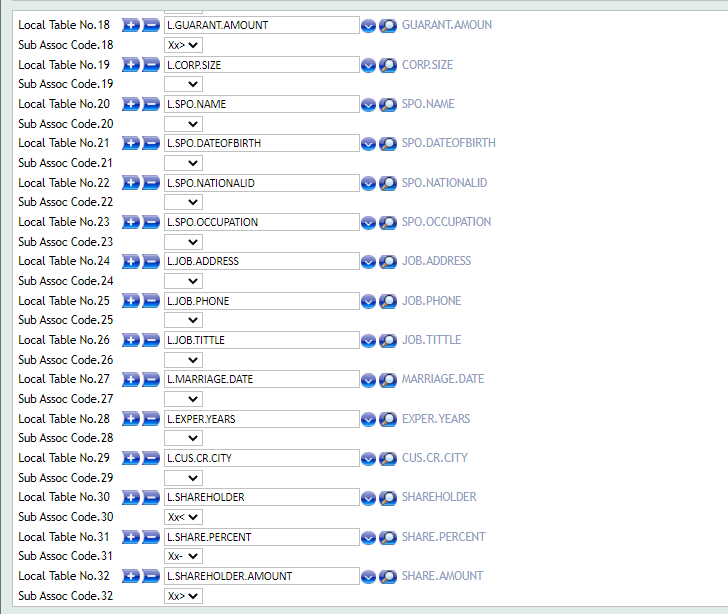 Local Table No.18 L.GUARANT.AMOUNT GUARANT.AMOUN
Sub Assoc Code.18 Xx>
Local Table No.19 L.CORP.SIZE CORP.SIZE
Sub Assoc Code.19
Local Table No.20 L.SPO.NAME SPO.NAME
Sub Assoc Code.20
Local Table No.21 L.SPO.DATEOFBIRTH SPO.DATEOFBIRTH
Sub Assoc Code.21
Local Table No.22 L.SPO.NATIONALID SPO.NATIONALID
Sub Assoc Code.22
Local Table No.23 L.SPO.OCCUPATION SPO.OCCUPATION
Sub Assoc Code.23
Local Table No.24 L.JOB.ADDRESS JOB.ADDRESS
Sub Assoc Code.24
Local Table No.25 L.JOB.PHONE JOB.PHONE
Sub Assoc Code.25
Local Table No.26 L.JOB.TITTLE JOB.TITTLE
Sub Assoc Code.26
Local Table No.27 L.MARRIAGE.DATE MARRIAGE.DATE
Sub Assoc Code.27
Local Table No.28 L.EXPER.YEARS EXPER.YEARS
Sub Assoc Code.28
Local Table No.29 L.CUS.CR.CITY CUS.CR.CITY
Sub Assoc Code.29
Local Table No.30 L.SHAREHOLDER SHAREHOLDER
Sub Assoc Code.30 Xx<
Local Table No.31 L.SHARE.PERCENT SHARE.PERCENT
Sub Assoc Code.31 Xx-
Local Table No.32 L.SHAREHOLDER.AMOUNT SHARE.AMOUNT
Sub Assoc Code.32 Xx>